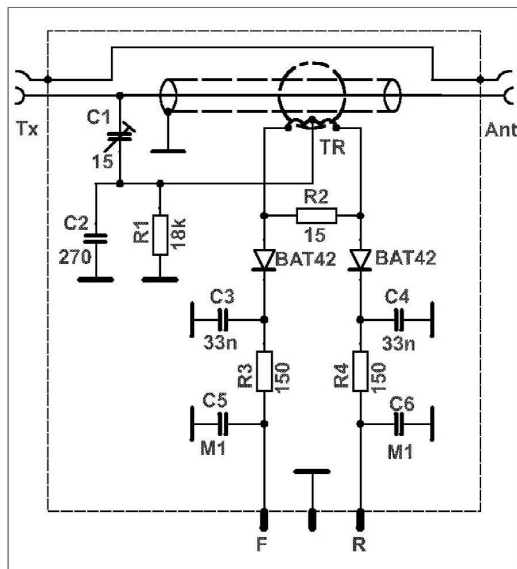 Tx
Ant
C1
15
TR
R2
15
C2
270
R1
18k
BAT42
BAT42
C3
33n
C4
33n
R3
150
R4
150
C5
M1
C6
M1
F
R